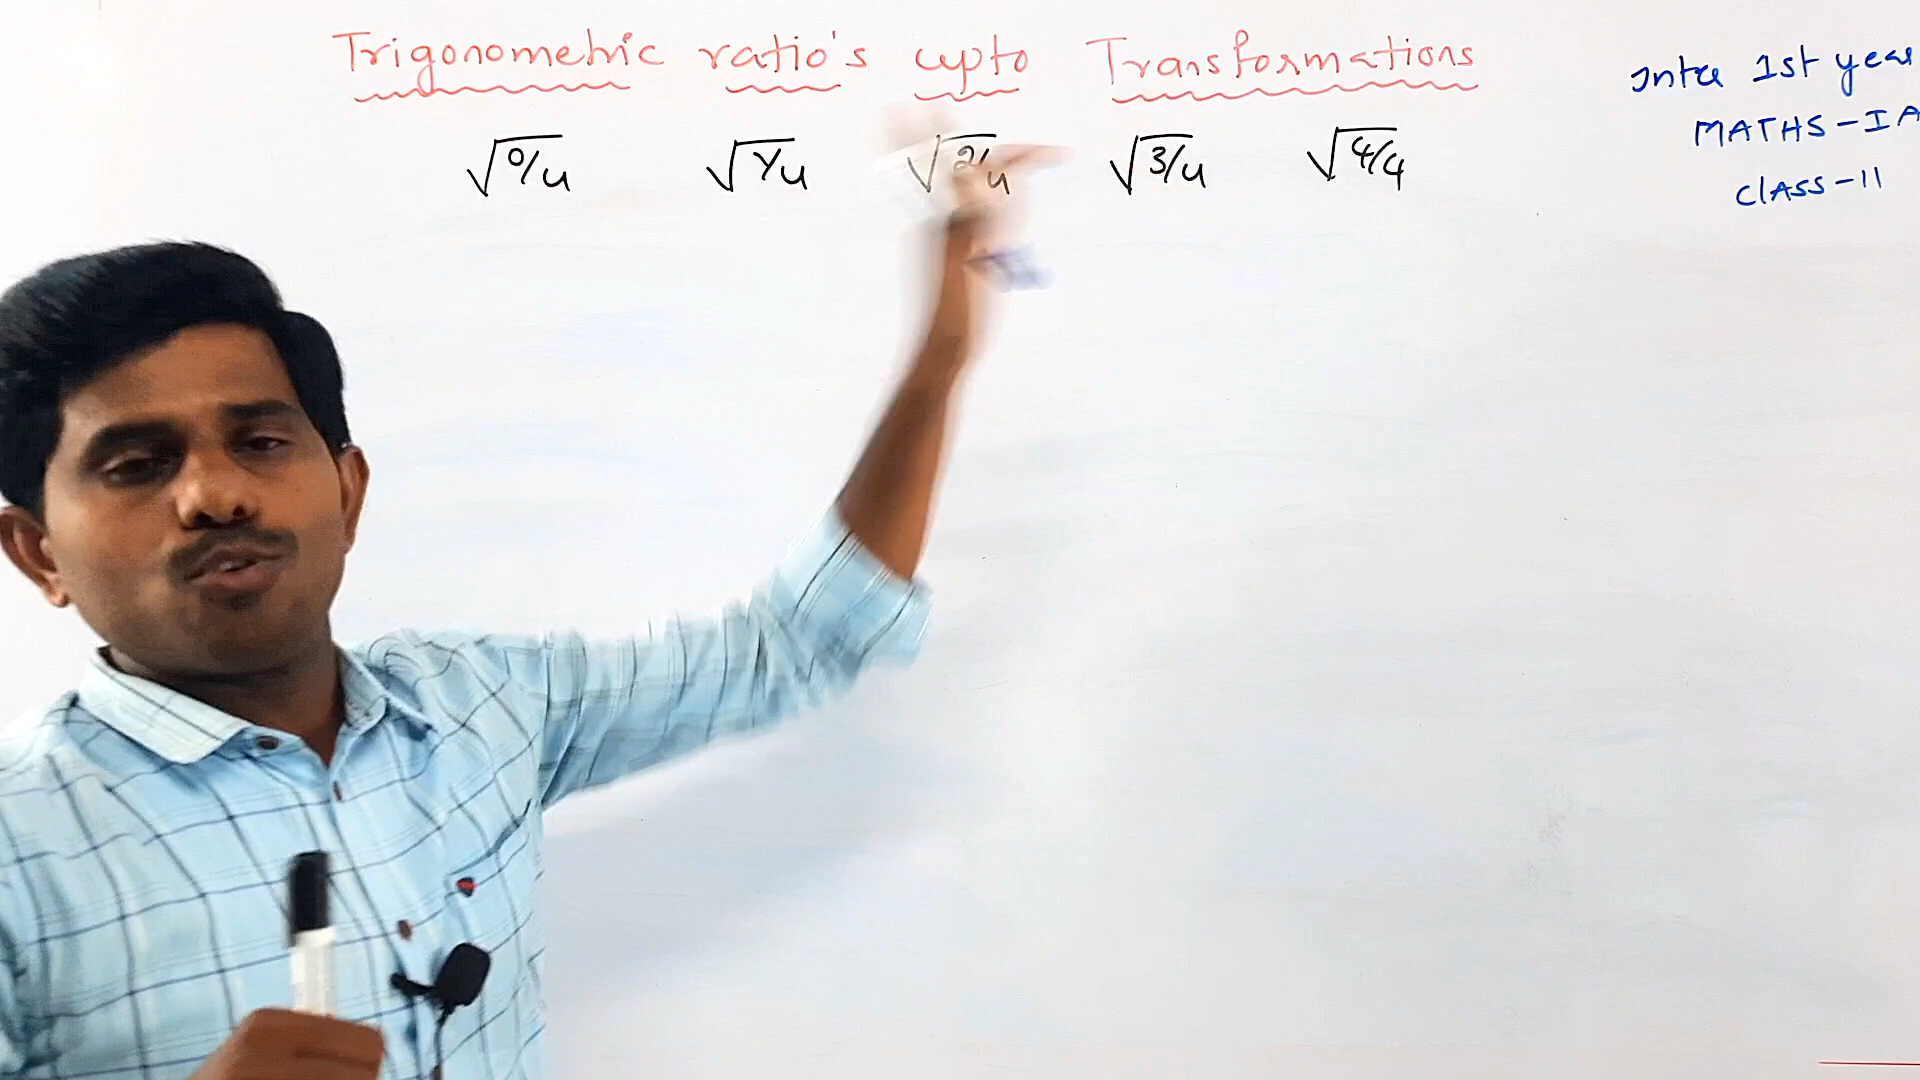 Trigonometric ratio's upto Transformations
√0/4 √1/4 √2/4 √3/4 √4/4
Inter 1st year
MATHS-IA
CLASS-11